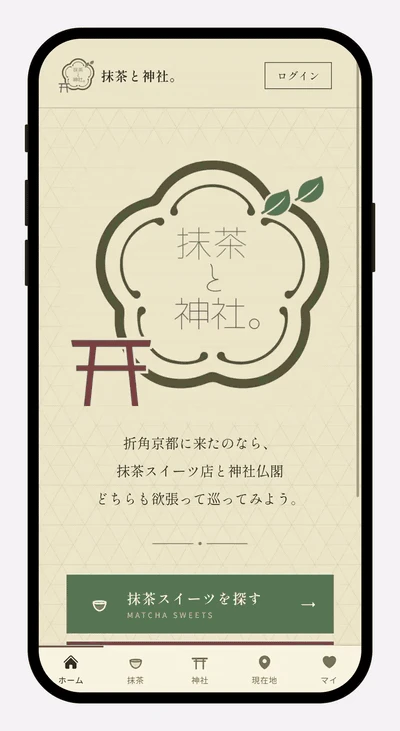 抹茶と神社。
ログイン
抹茶
と
神社。
折角京都に来たのなら、
抹茶スイーツ店と神社仏閣
どちらも欲張って巡ってみよう。
抹茶スイーツを探す
MATCHA SWEETS
ホーム
抹茶
神社
現在地
マイ